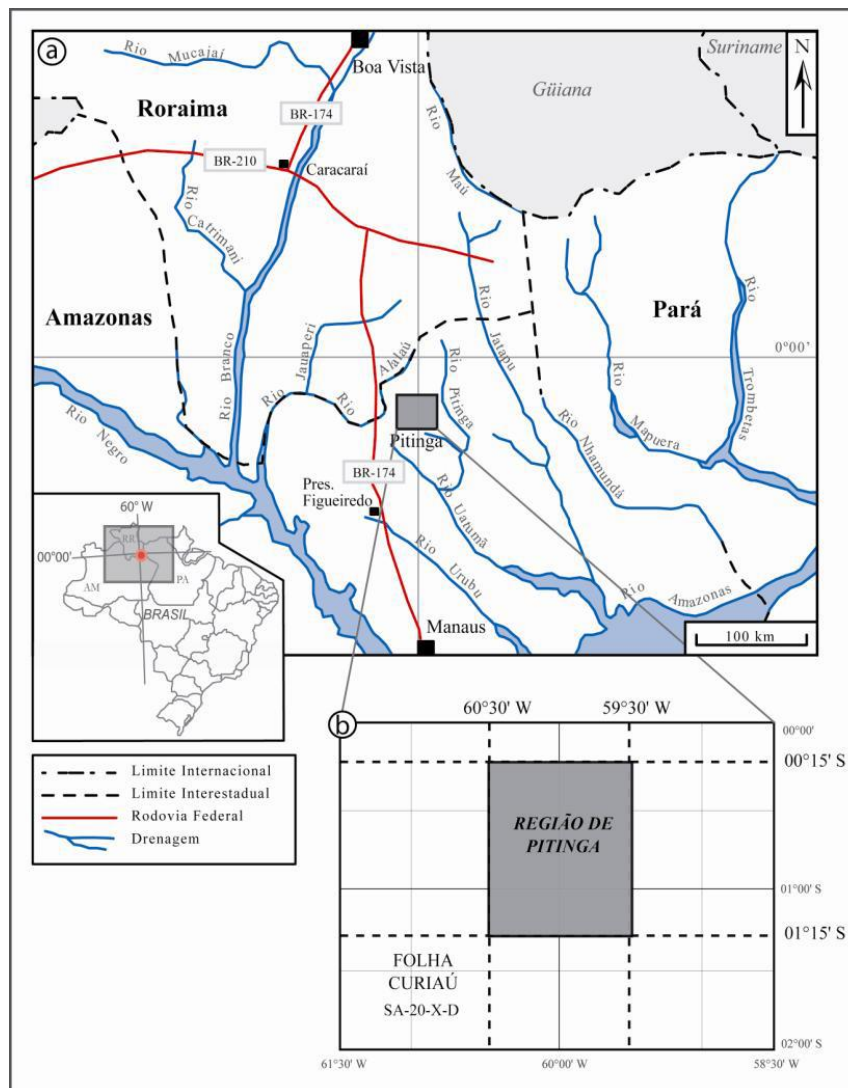 a
Rio Mucajaí
Boa Vista
Suriname
Güiana
N
Roraima
BR-174
BR-210
Caracaraí
Rio Maú
Rio Catrimani
Amazonas
Pará
Rio Branco
Jauaperi
Rio
Rio Alalaú
Rio Pitinga
Rio Jatapu
0°00'
Rio Mapuera
Rio Trombetas
Rio Negro
Pitinga
Rio Nhamundá
BR-174
Pres.
Figueiredo
Rio Uatumã
Rio Urubu
Rio Amazonas
Manaus
100 km
60° W
00°00'
RR
AM
PA
BRASIL
Limite Internacional
Limite Interestadual
Rodovia Federal
Drenagem
b
60°30' W
59°30' W
00°00'
00°15' S
REGIÃO DE
PITINGA
01°00 S
01°15' S
FOLHA
CURIAÚ
SA-20-X-D
02°00 S
61°30' W
60°00' W
58°30' W